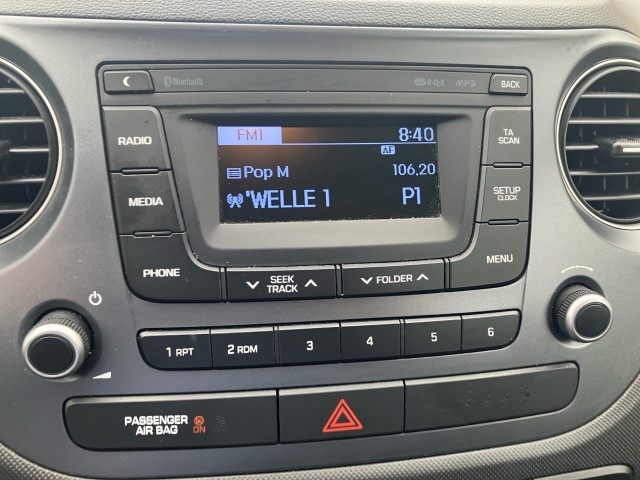 Bluetooth R·D·S MP3 BACK
RADIO FM1 8:40 TA SCAN
AF
Pop M 106,20
MEDIA 'WELLE 1 P1 SETUP CLOCK
PHONE SEEK TRACK FOLDER MENU
1 RPT 2 RDM 3 4 5 6
PASSENGER AIR BAG ON